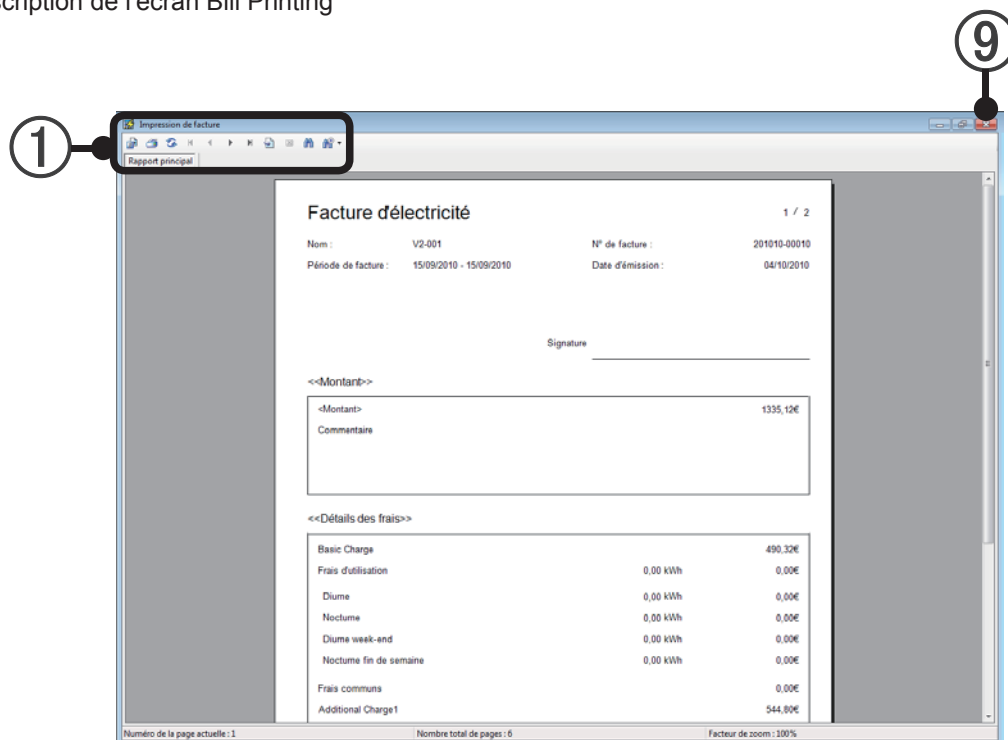 cription de l'écran Bill Printing
9
1
Impression de facture
Rapport principal
Facture d'électricité 1 / 2
Nom : V2-001 N° de facture : 201010-00010
Période de facture : 15/09/2010 - 15/09/2010 Date d'émission : 04/10/2010
Signature
<<Montant>>
<Montant> 1335,12€
Commentaire
<<Détails des frais>>
Basic Charge 490,32€
Frais d'utilisation 0,00 kWh 0,00€
Diurne 0,00 kWh 0,00€
Nocturne 0,00 kWh 0,00€
Diurne week-end 0,00 kWh 0,00€
Nocturne fin de semaine 0,00 kWh 0,00€
Frais communs 0,00€
Additional Charge1 544,80€
Numéro de la page actuelle : 1 Nombre total de pages : 6 Facteur de zoom : 100%